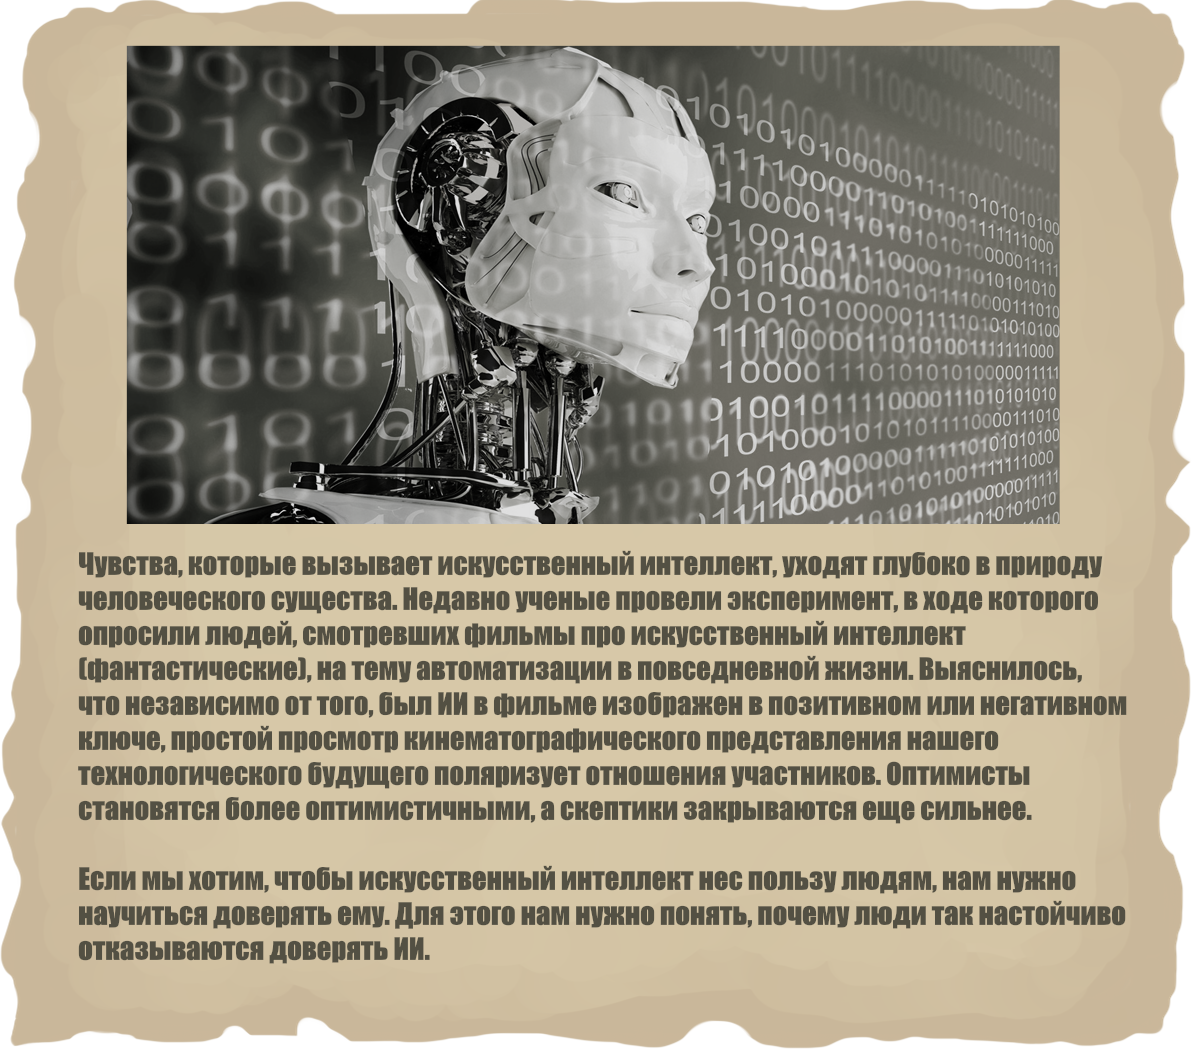 Чувства, которые вызывает искусственный интеллект, уходят глубоко в природу
человеческого существа. Недавно ученые провели эксперимент, в ходе которого
опросили людей, смотревших фильмы про искусственный интеллект
(фантастические), на тему автоматизации в повседневной жизни. Выяснилось,
что независимо от того, был ИИ в фильме изображен в позитивном или негативном
ключе, простой просмотр кинематографического представления нашего
технологического будущего поляризует отношения участников. Оптимисты
становятся более оптимистичными, а скептики закрываются еще сильнее.
Если мы хотим, чтобы искусственный интеллект нес пользу людям, нам нужно
научиться доверять ему. Для этого нам нужно понять, почему люди так настойчиво
отказываются доверять ИИ.